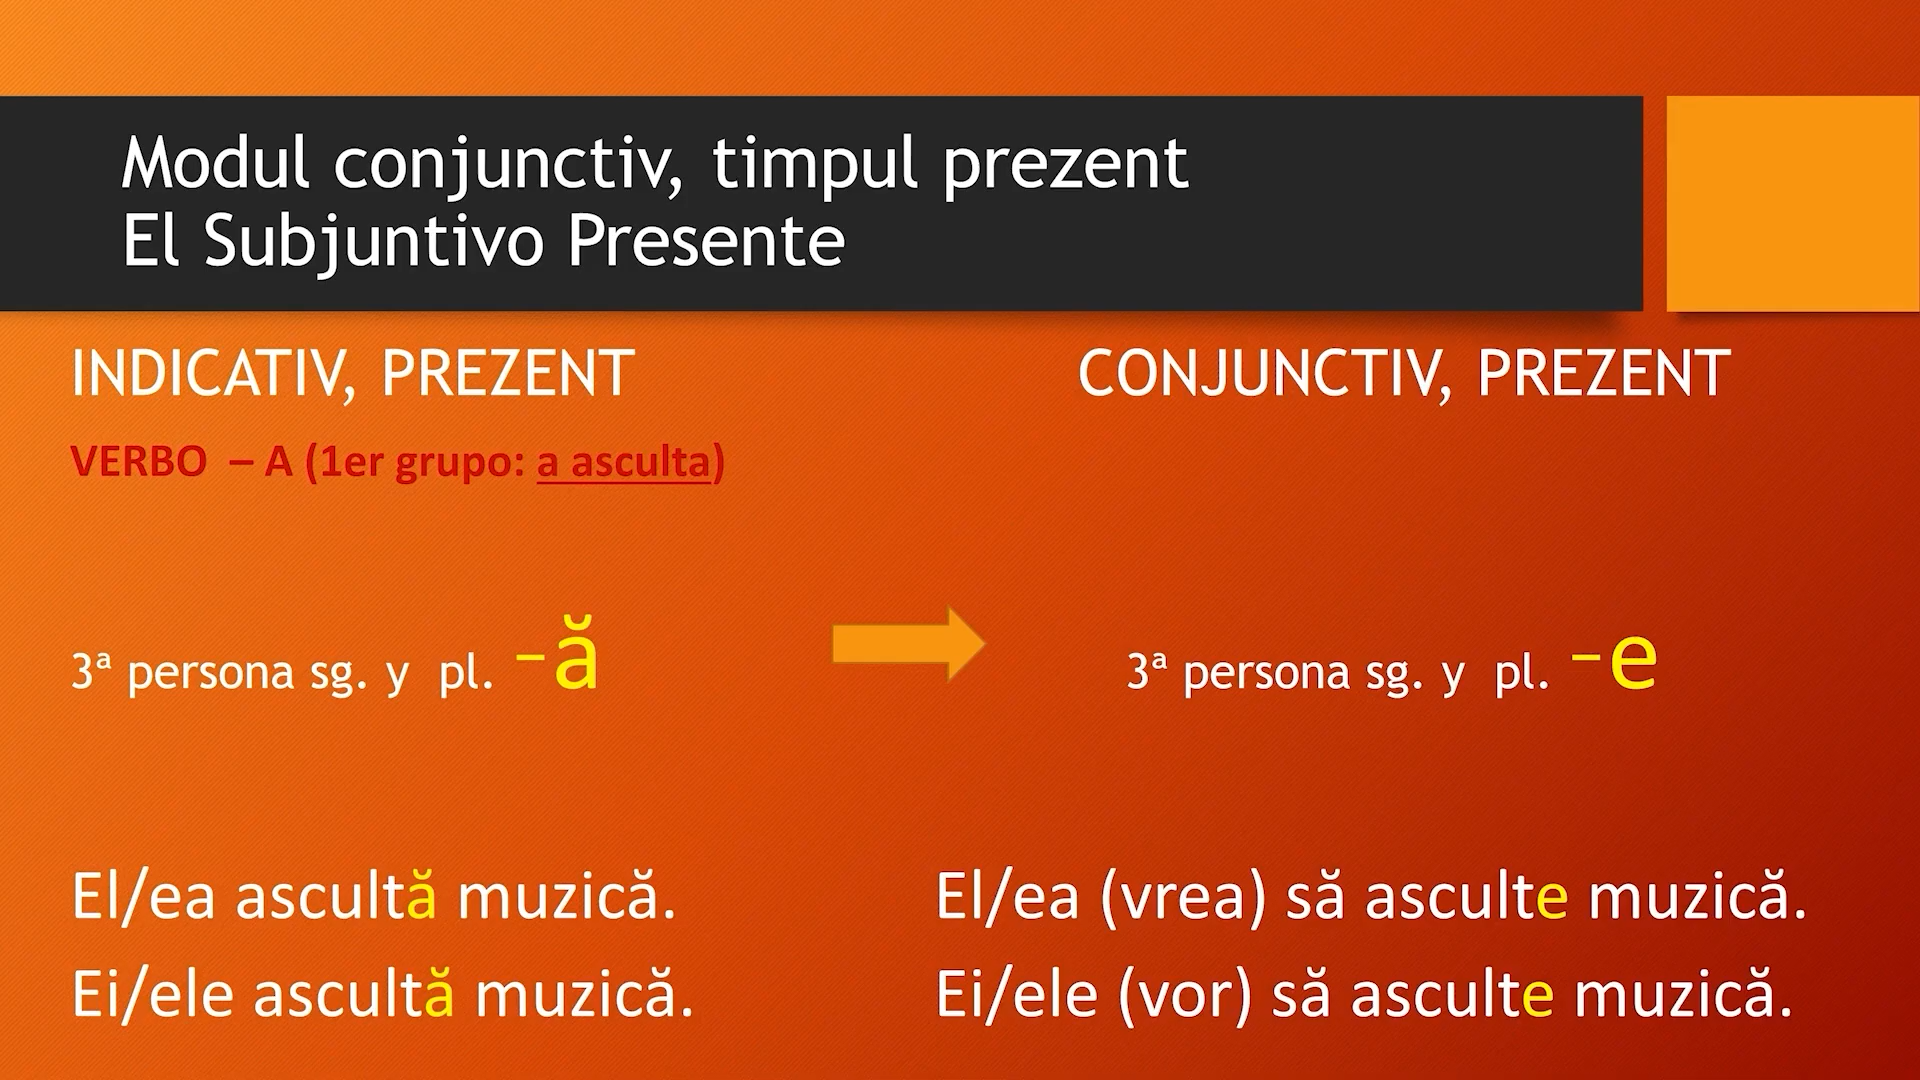 Modul conjunctiv, timpul prezent
El Subjuntivo Presente
INDICATIV, PREZENT
CONJUNCTIV, PREZENT
VERBO – A (1er grupo: a asculta)
3ª persona sg. y pl. -ă
3ª persona sg. y pl. -e
El/ea ascultă muzică.
El/ea (vrea) să asculte muzică.
Ei/ele ascultă muzică.
Ei/ele (vor) să asculte muzică.